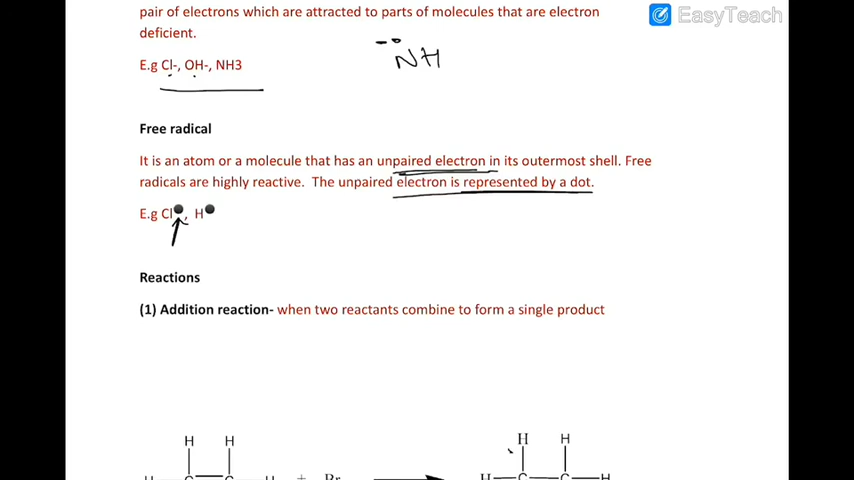 pair of electrons which are attracted to parts of molecules that are electron
EasyTeach
deficient.
E.g Cl-, OH-, NH3
NH
Free radical
It is an atom or a molecule that has an unpaired electron in its outermost shell. Free
radicals are highly reactive. The unpaired electron is represented by a dot.
E.g Cl●, H●
Reactions
(1) Addition reaction- when two reactants combine to form a single product
H H H H
H C C H + Br H C C H